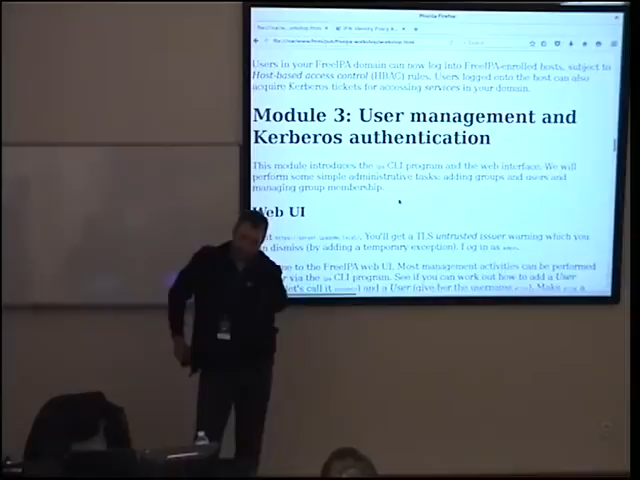 Mozilla Firefox
Users in your FreeIPA domain can now log into FreeIPA-enrolled hosts, subject to
Host-based access control (HBAC) rules. Users logged onto the host can also
acquire Kerberos tickets for accessing services in your domain.
Module 3: User management and
Kerberos authentication
This module introduces the CLI program and the web interface. We will
perform some simple administrative tasks: adding groups and users and
managing group membership.
Web UI
You'll get a TLS untrusted issuer warning which you
dismiss (by adding a temporary exception). Log in as
to the FreeIPA web UI. Most management activities can be performed
via the CLI program. See if you can work out how to add a User
let's call it and a User (give her the username Make a